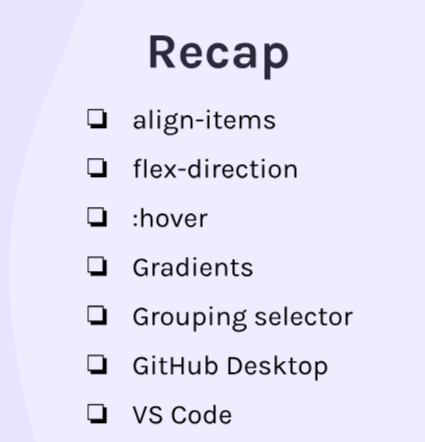 Recap
align-items
flex-direction
:hover
Gradients
Grouping selector
GitHub Desktop
VS Code